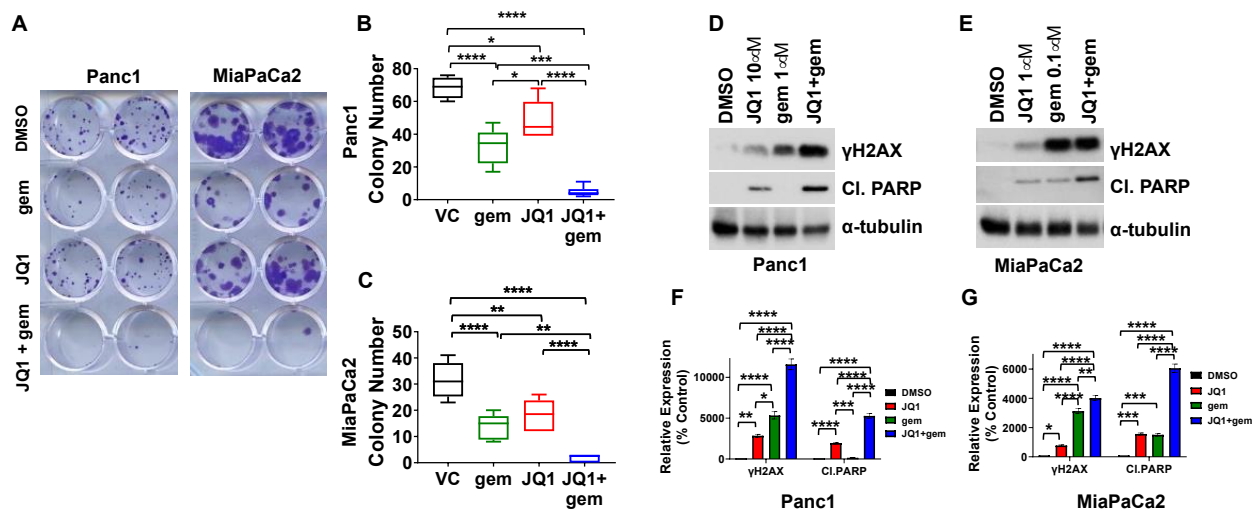 A
Panc1
MiaPaCa2
DMSO
gem
JQ1
JQ1 + gem
B
Panc1
Colony Number
80
60
40
20
0
****
*
****
***
*
****
VC
gem
JQ1
JQ1+
gem
C
MiaPaCa2
Colony Number
50
40
30
20
10
0
****
**
****
**
****
VC
gem
JQ1
JQ1+
gem
D
DMSO
JQ1 10∝M
gem 1∝M
JQ1+gem
γH2AX
Cl. PARP
α-tubulin
Panc1
E
DMSO
JQ1 1∝M
gem 0.1∝M
JQ1+gem
γH2AX
Cl. PARP
α-tubulin
MiaPaCa2
F
Relative Expression
(% Control)
10000
5000
0
****
****
****
****
**
*
****
****
****
***
****
γH2AX
Cl.PARP
DMSO
JQ1
gem
JQ1+gem
Panc1
G
Relative Expression
(% Control)
6000
4000
2000
0
****
****
**
****
****
*
****
****
****
***
***
γH2AX
Cl.PARP
DMSO
JQ1
gem
JQ1+gem
MiaPaCa2